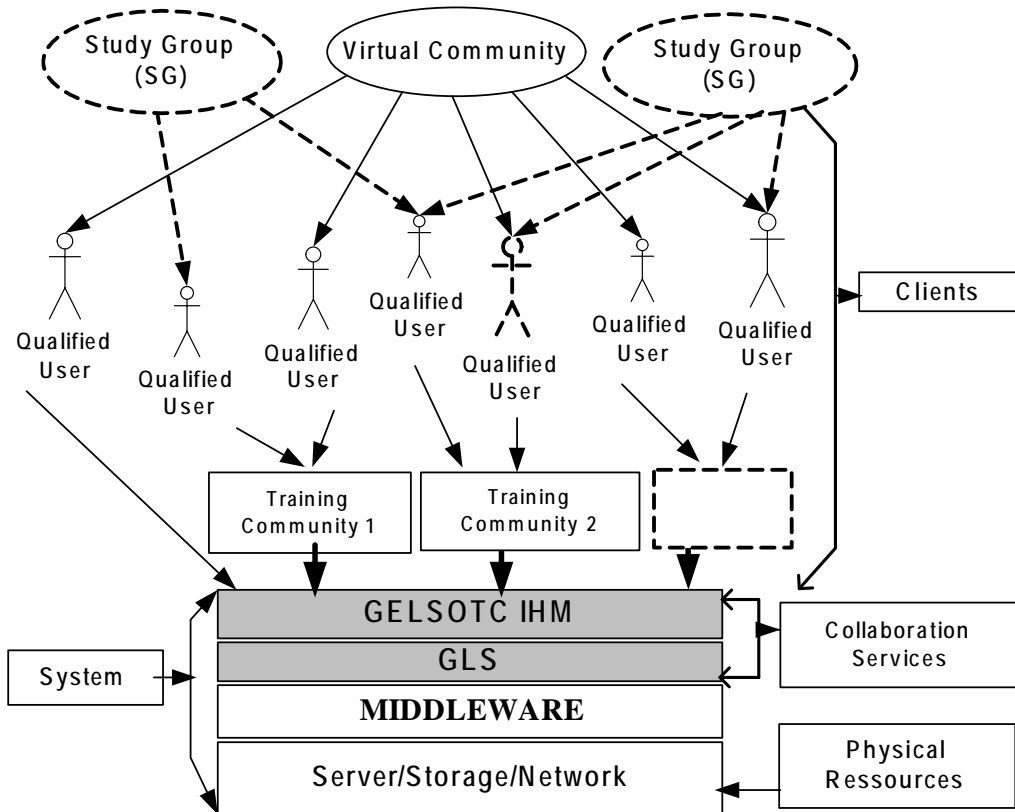 Study Group
(SG)
Virtual Community
Study Group
(SG)
Clients
Qualified
User
Qualified
User
Qualified
User
Qualified
User
Qualified
User
Qualified
User
Qualified
User
Training
Community 1
Training
Community 2
GELSOTC IHM
GLS
MIDDLEWARE
Server/Storage/Network
System
Collaboration
Services
Physical
Ressources